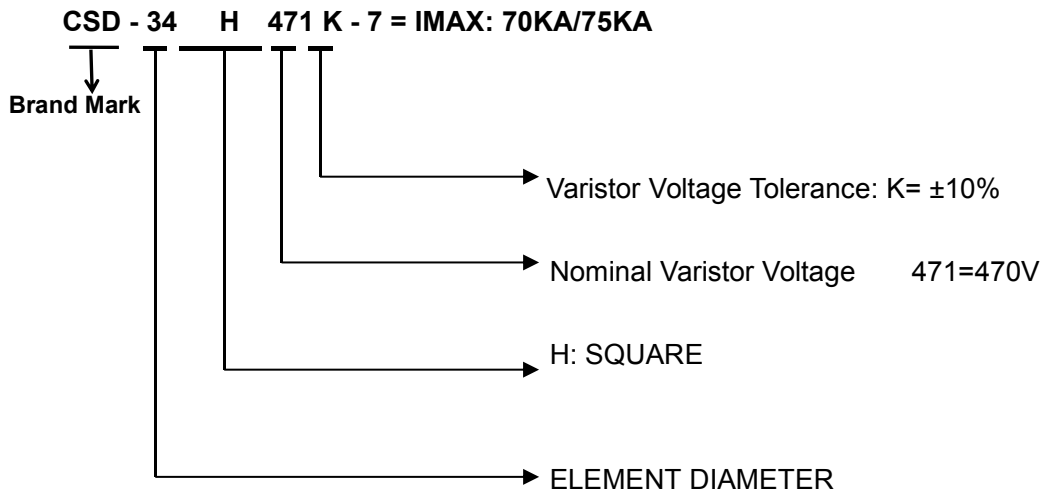 CSD - 34 H 471 K - 7 = IMAX: 70KA/75KA
Brand Mark
Varistor Voltage Tolerance: K= ±10%
Nominal Varistor Voltage 471=470V
H: SQUARE
ELEMENT DIAMETER